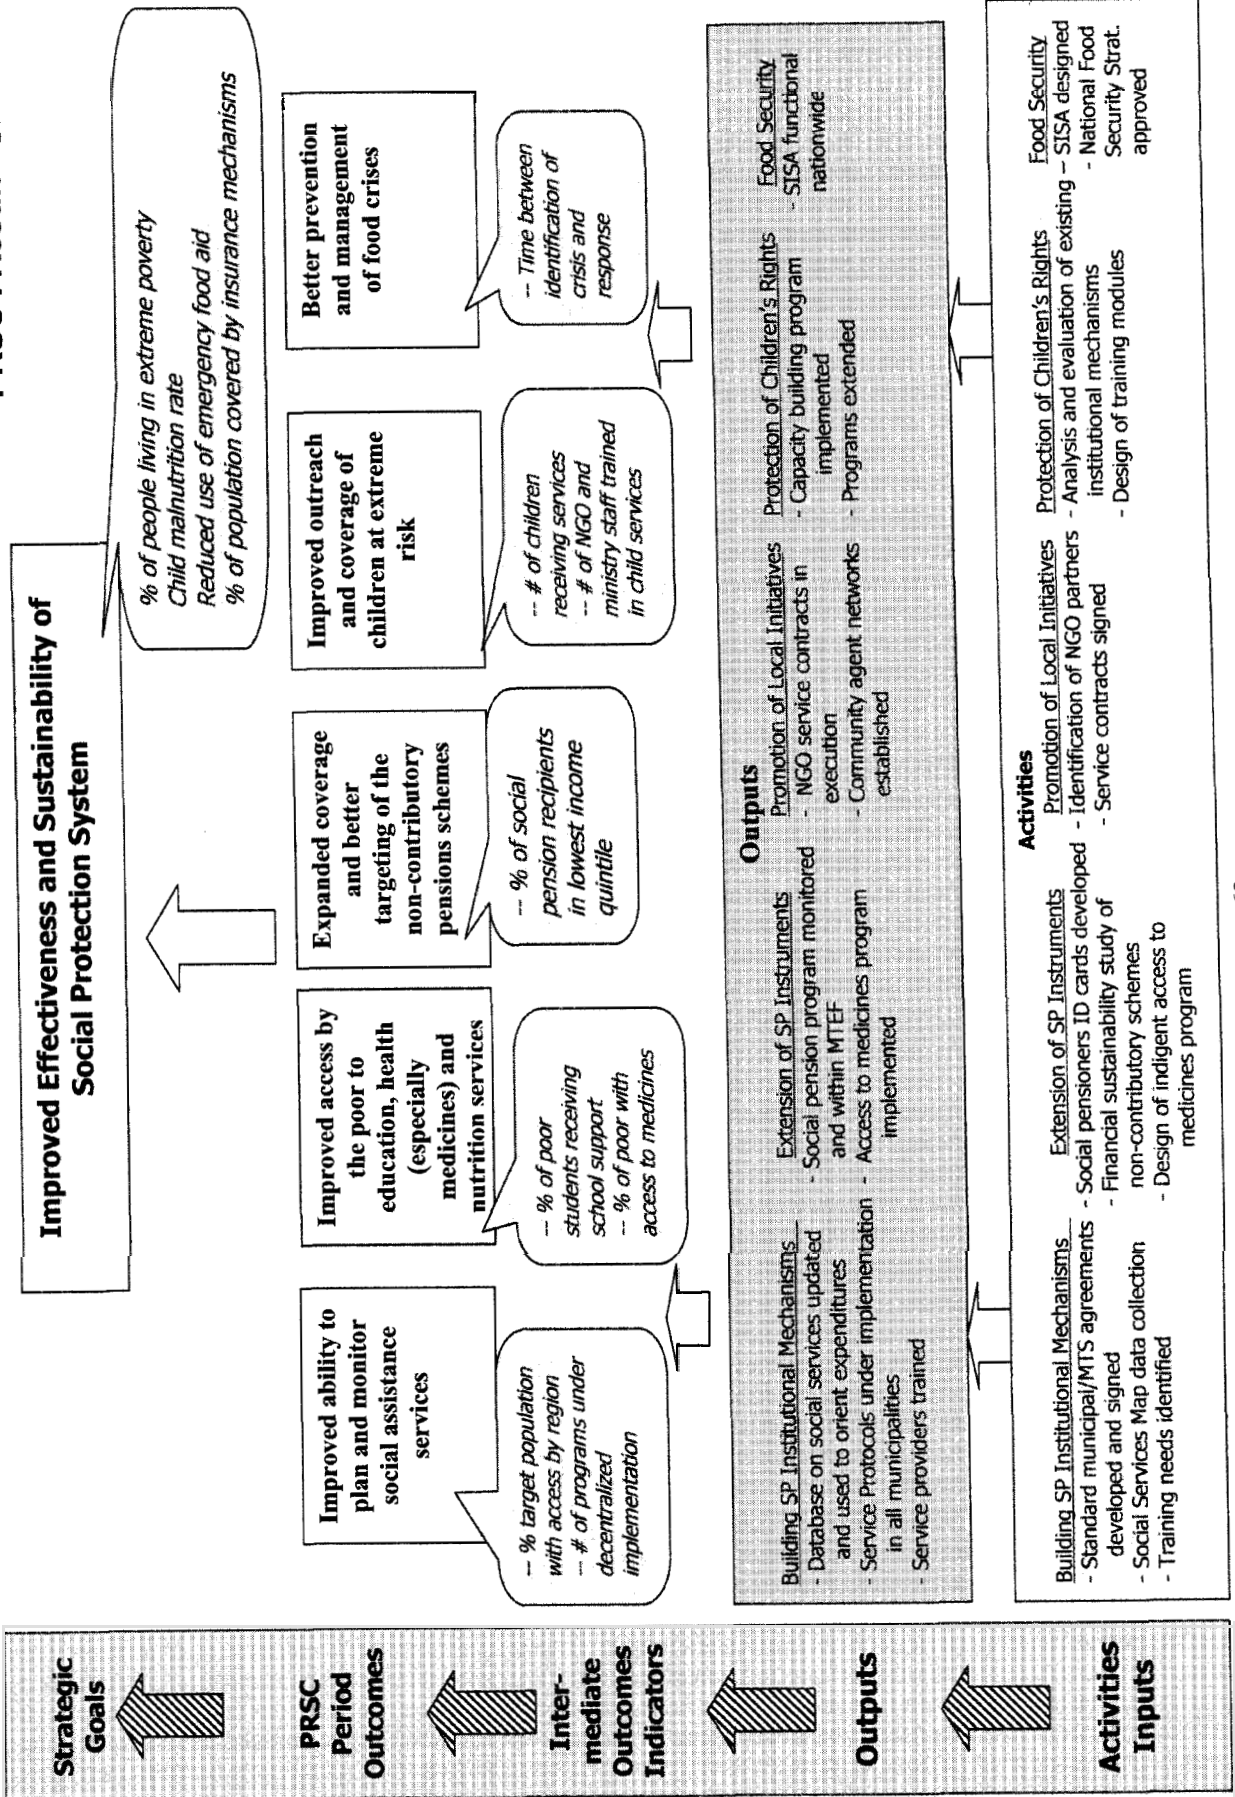 Strategic
Goals
PRSC
Period
Outcomes
Inter-
mediate
Outcomes
Indicators
Outputs
Activities
Inputs
Improved Effectiveness and Sustainability of
Social Protection System
% of people living in extreme poverty
Child malnutrition rate
Reduced use of emergency food aid
% of population covered by insurance mechanisms
Improved ability to
plan and monitor
social assistance
services
Improved access by
the poor to
education, health
(especially
medicines) and
nutrition services
Expanded coverage
and better
targeting of the
non-contributory
pensions schemes
Improved outreach
and coverage of
children at extreme
risk
Better prevention
and management
of food crises
-- % target population
with access by region
-- # of programs under
decentralized
implementation
-- % of poor
students receiving
school support
-- % of poor with
access to medicines
-- % of social
pension recipients
in lowest income
quintile
-- # of children
receiving services
-- # of NGO and
ministry staff trained
in child services
-- Time between
identification of
crisis and
response
Outputs
Building SP Institutional Mechanisms
- Database on social services updated
and used to orient expenditures
- Service Protocols under implementation
in all municipalities
- Service providers trained
Extension of SP Instruments
- Social pension program monitored
and within MTEF
- Access to medicines program
implemented
Promotion of Local Initiatives
- NGO service contracts in
execution
- Community agent networks
established
Protection of Children's Rights
- Capacity building program
implemented
- Programs extended
Food Security
- SISA functional
nationwide
Activities
Building SP Institutional Mechanisms
- Standard municipal/MTS agreements
developed and signed
- Social Services Map data collection
- Training needs identified
Extension of SP Instruments
- Social pensioners ID cards developed
- Financial sustainability study of
non-contributory schemes
- Design of indigent access to
medicines program
Promotion of Local Initiatives
- Identification of NGO partners
- Service contracts signed
Protection of Children's Rights
- Analysis and evaluation of existing
institutional mechanisms
- Design of training modules
Food Security
- SISA designed
- National Food
Security Strat.
approved